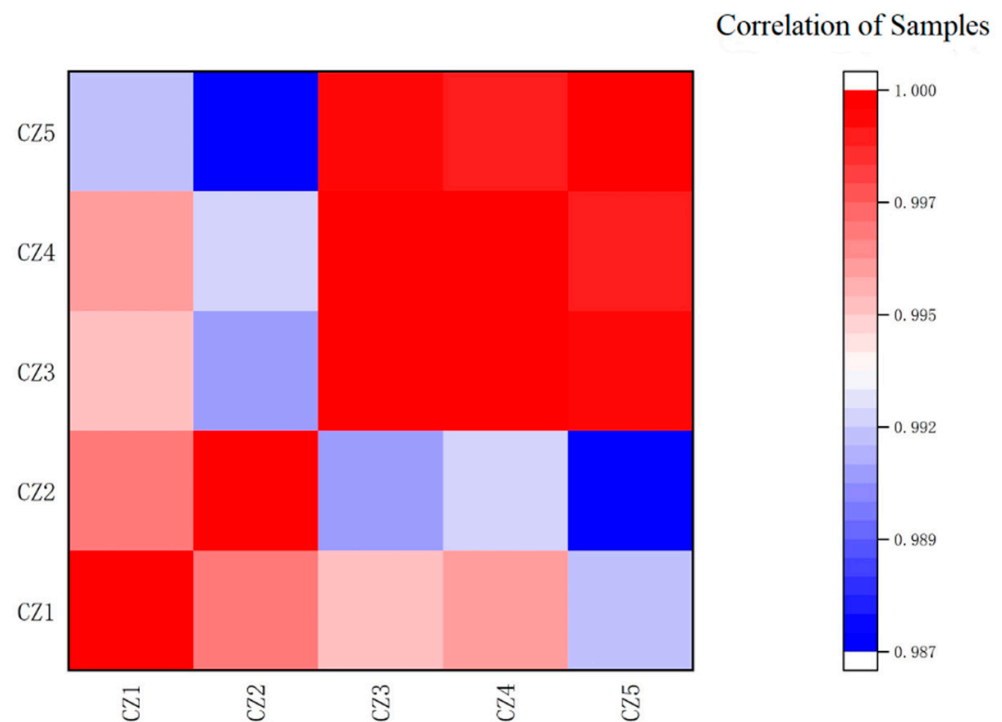 Correlation of Samples
CZ5
CZ4
CZ3
CZ2
CZ1
CZ1
CZ2
CZ3
CZ4
CZ5
1.000
0.997
0.995
0.992
0.989
0.987